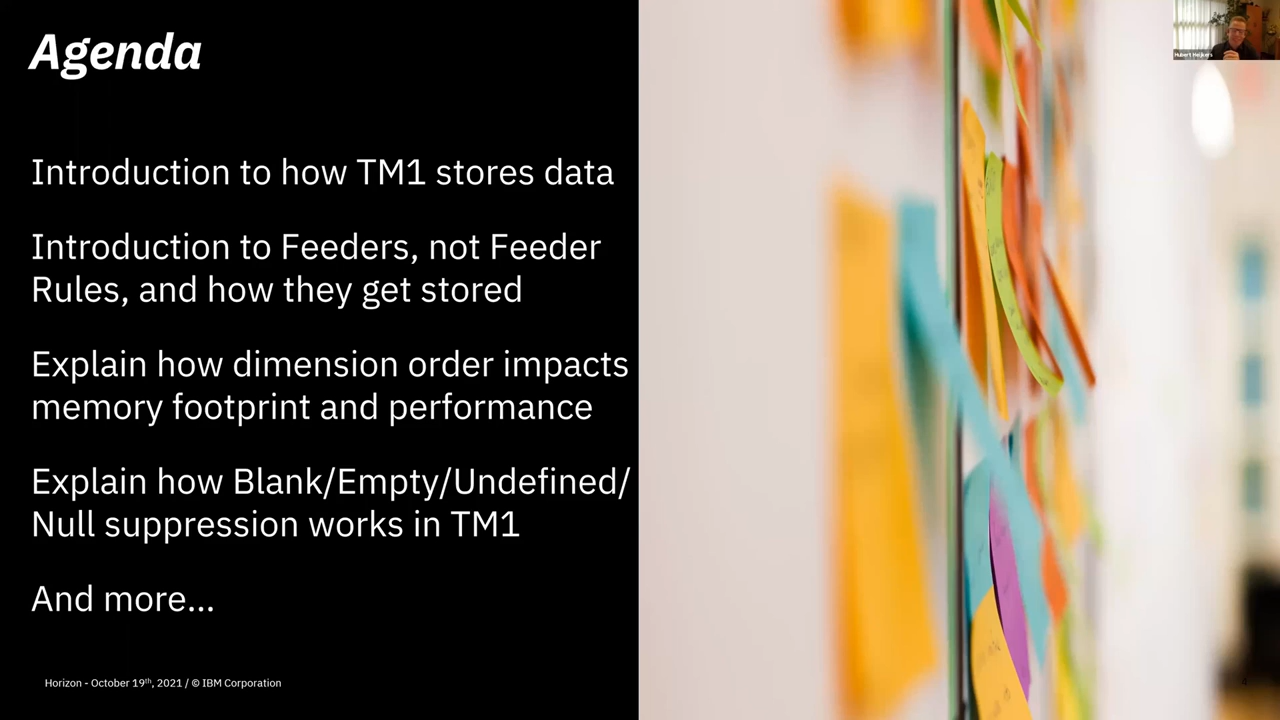 Agenda
Introduction to how TM1 stores data
Introduction to Feeders, not Feeder
Rules, and how they get stored
Explain how dimension order impacts
memory footprint and performance
Explain how Blank/Empty/Undefined/
Null suppression works in TM1
And more...
Horizon - October 19th, 2021 / © IBM Corporation
Hubert Heijkers